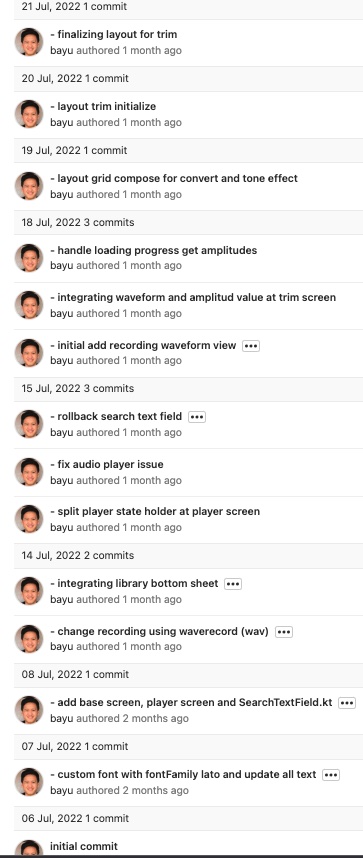 21 Jul, 2022 1 commit
- finalizing layout for trim
bayu authored 1 month ago
20 Jul, 2022 1 commit
- layout trim initialize
bayu authored 1 month ago
19 Jul, 2022 1 commit
- layout grid compose for convert and tone effect
bayu authored 1 month ago
18 Jul, 2022 3 commits
- handle loading progress get amplitudes
bayu authored 1 month ago
- integrating waveform and amplitud value at trim screen
bayu authored 1 month ago
- initial add recording waveform view •••
bayu authored 1 month ago
15 Jul, 2022 3 commits
- rollback search text field •••
bayu authored 1 month ago
- fix audio player issue
bayu authored 1 month ago
- split player state holder at player screen
bayu authored 1 month ago
14 Jul, 2022 2 commits
- integrating library bottom sheet •••
bayu authored 1 month ago
- change recording using waverecord (wav) •••
bayu authored 1 month ago
08 Jul, 2022 1 commit
- add base screen, player screen and SearchTextField.kt •••
bayu authored 2 months ago
07 Jul, 2022 1 commit
- custom font with fontFamily lato and update all text •••
bayu authored 2 months ago
06 Jul, 2022 1 commit
initial commit